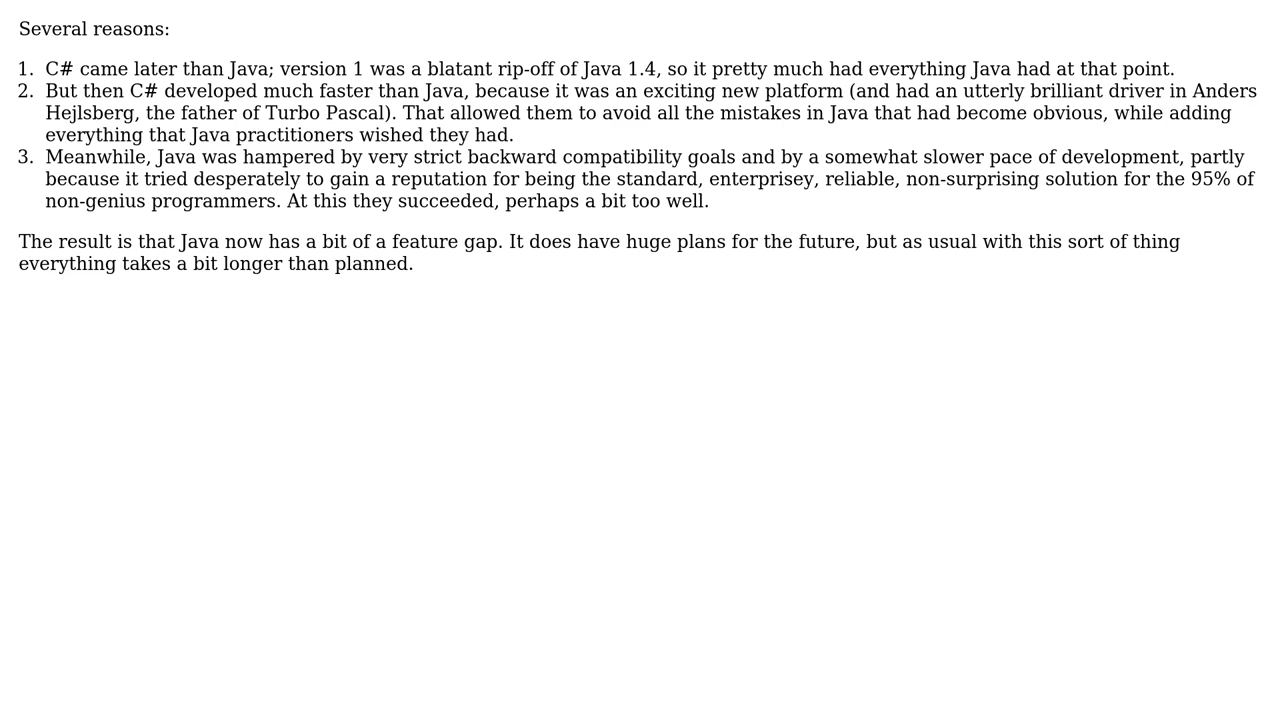 Several reasons:
1. C# came later than Java; version 1 was a blatant rip-off of Java 1.4, so it pretty much had everything Java had at that point.
2. But then C# developed much faster than Java, because it was an exciting new platform (and had an utterly brilliant driver in Anders
Hejlsberg, the father of Turbo Pascal). That allowed them to avoid all the mistakes in Java that had become obvious, while adding
everything that Java practitioners wished they had.
3. Meanwhile, Java was hampered by very strict backward compatibility goals and by a somewhat slower pace of development, partly
because it tried desperately to gain a reputation for being the standard, enterprisey, reliable, non-surprising solution for the 95% of
non-genius programmers. At this they succeeded, perhaps a bit too well.
The result is that Java now has a bit of a feature gap. It does have huge plans for the future, but as usual with this sort of thing
everything takes a bit longer than planned.